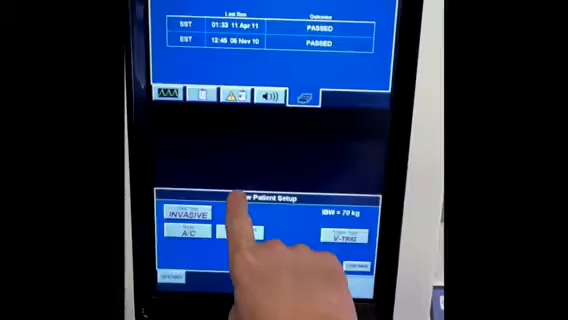 Last Run Outcome
SST 01:33 11 Apr 11 PASSED
EST 12:45 05 Nov 10 PASSED
w Patient Setup
INVASIVE IBW = 70 kg
A/C V-TRIG